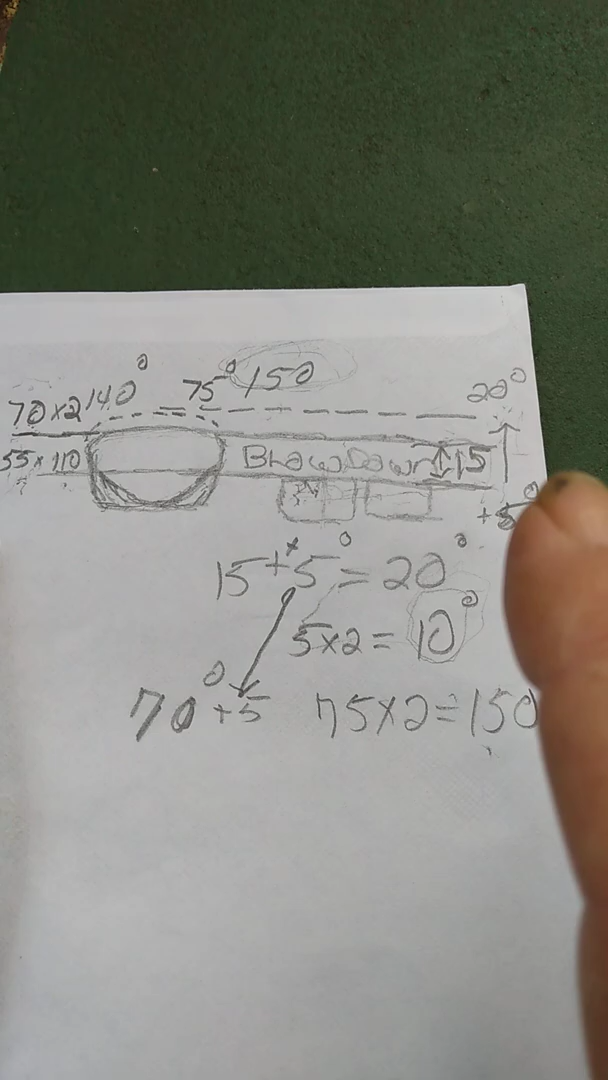 70x2 140° 75° 150 20°
55x110 BLowDown 15
+5°
15+5° = 20°
5x2 = 10°
70°+5 75x2=150